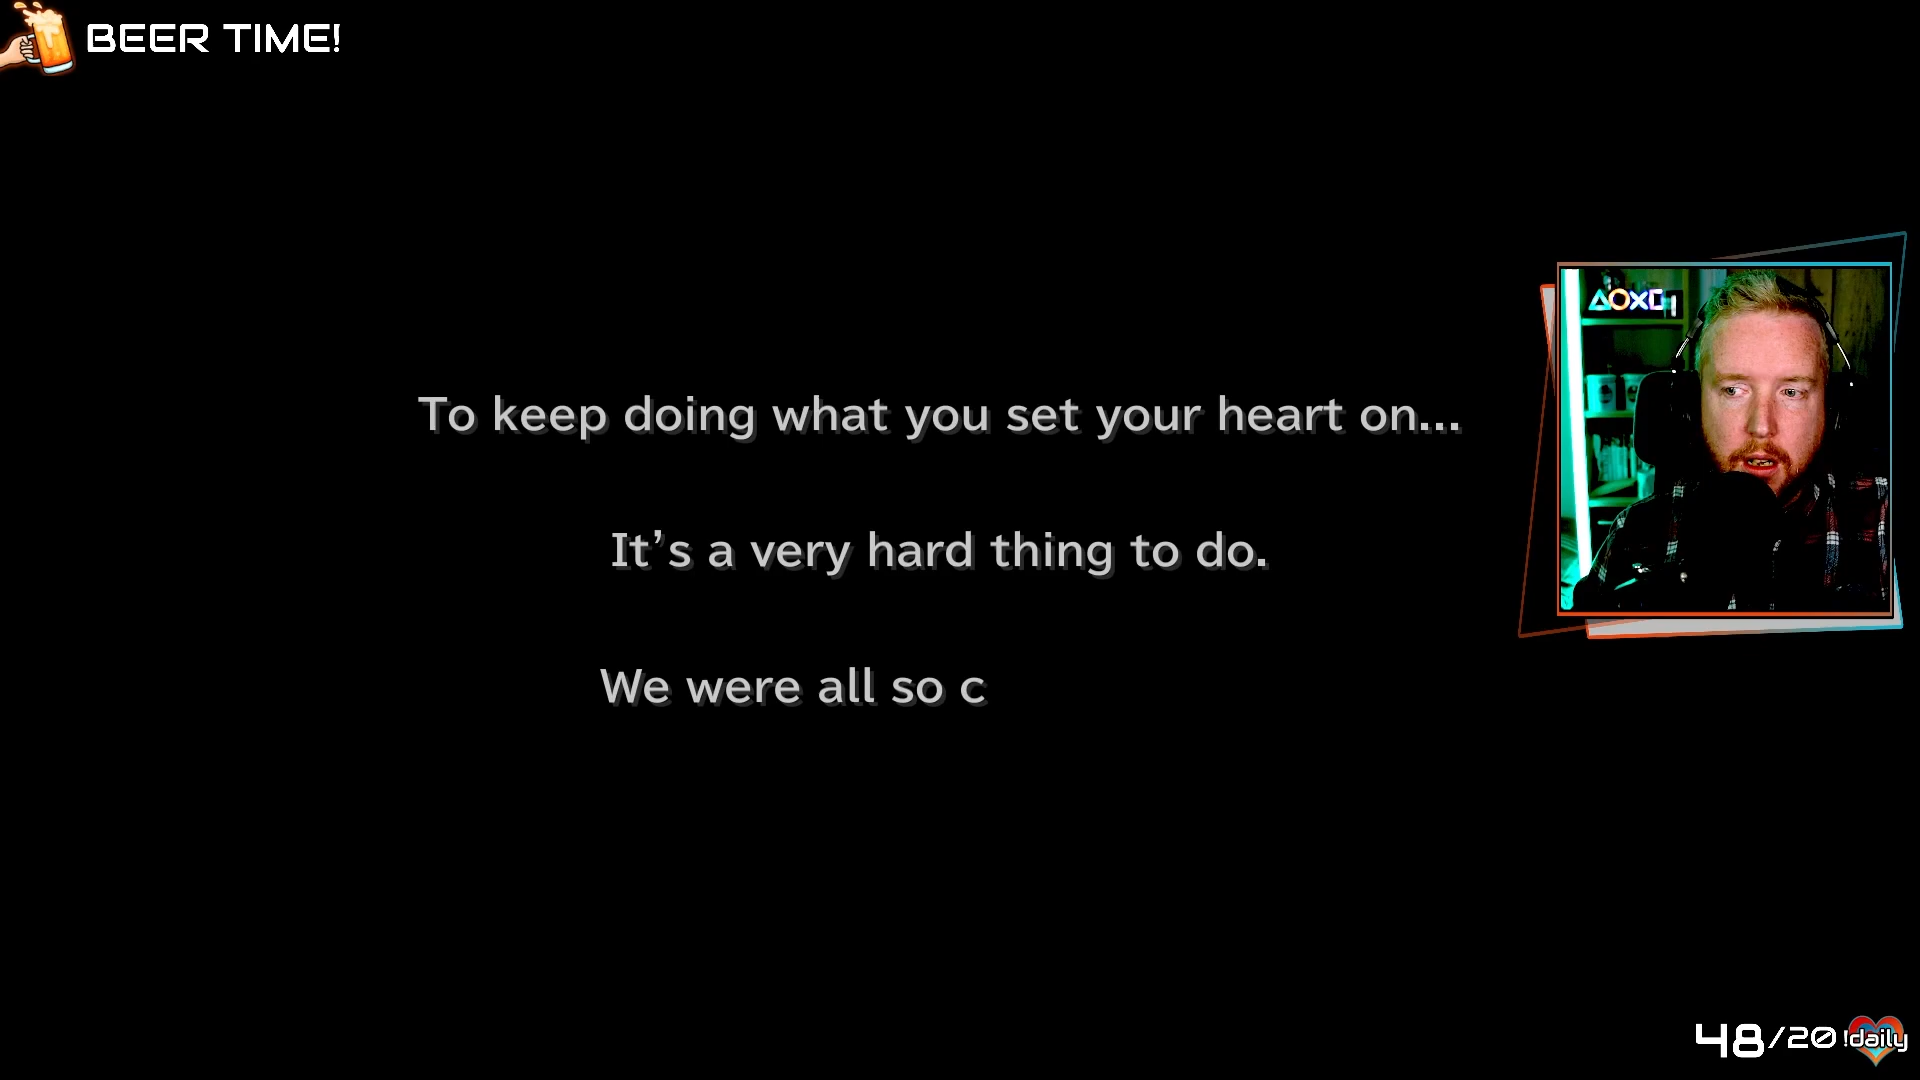 BEER TIME!
To keep doing what you set your heart on...
It's a very hard thing to do.
We were all so c
48/20 !daily